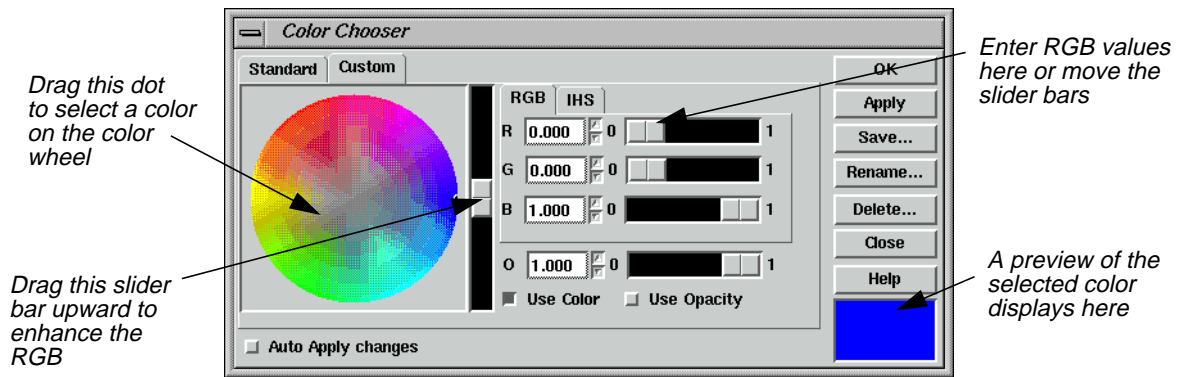 Color Chooser
Standard Custom
Drag this dot
to select a color
on the color
wheel
Drag this slider
bar upward to
enhance the
RGB
RGB IHS
R 0.000 0 1
G 0.000 0 1
B 1.000 0 1
O 1.000 0 1
Use Color Use Opacity
Auto Apply changes
OK
Apply
Save...
Rename...
Delete...
Close
Help
Enter RGB values
here or move the
slider bars
A preview of the
selected color
displays here